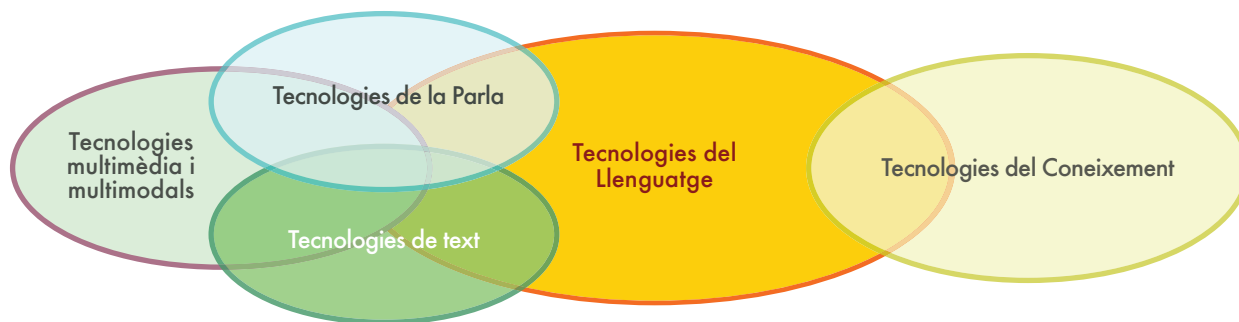 Tecnologies
multimèdia i
multimodals
Tecnologies de la Parla
Tecnologies de text
Tecnologies del
Llenguatge
Tecnologies del Coneixement